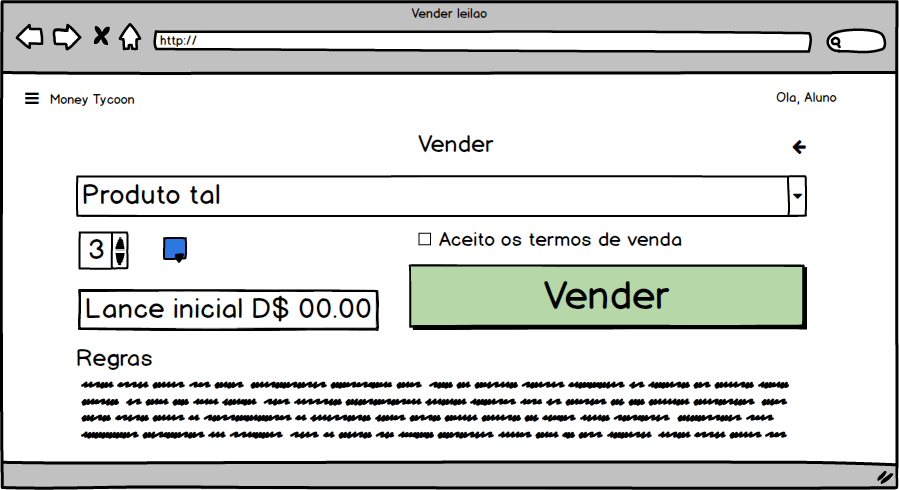 Vender leilao
http://
Money Tycoon
Ola, Aluno
Vender
Produto tal
3
Aceito os termos de venda
Lance inicial D$ 00.00
Vender
Regras